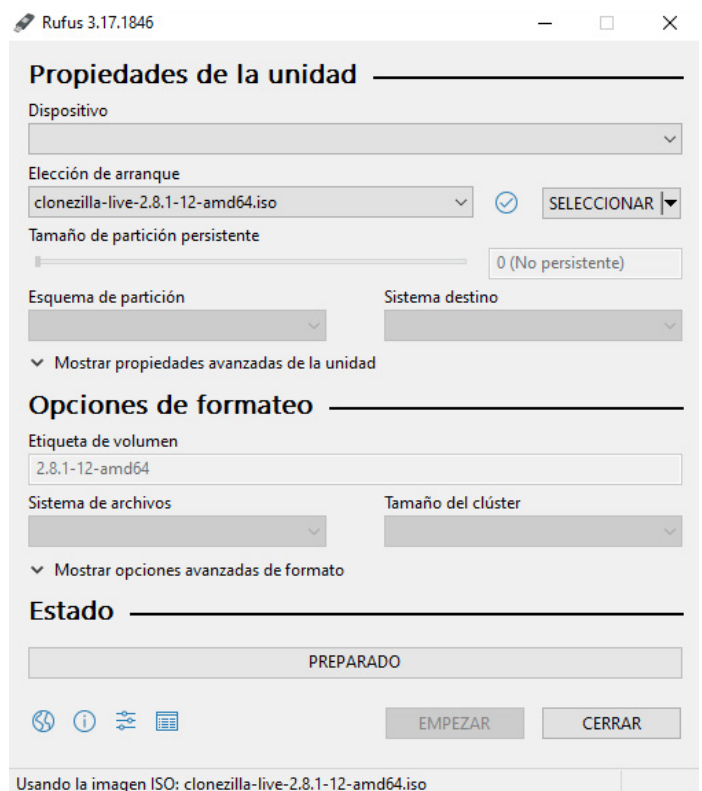 Rufus 3.17.1846
Propiedades de la unidad
Dispositivo
Elección de arranque
clonezilla-live-2.8.1-12-amd64.iso
SELECCIONAR
Tamaño de partición persistente
0 (No persistente)
Esquema de partición
Sistema destino
Mostrar propiedades avanzadas de la unidad
Opciones de formateo
Etiqueta de volumen
2.8.1-12-amd64
Sistema de archivos
Tamaño del clúster
Mostrar opciones avanzadas de formato
Estado
PREPARADO
EMPEZAR
CERRAR
Usando la imagen ISO: clonezilla-live-2.8.1-12-amd64.iso